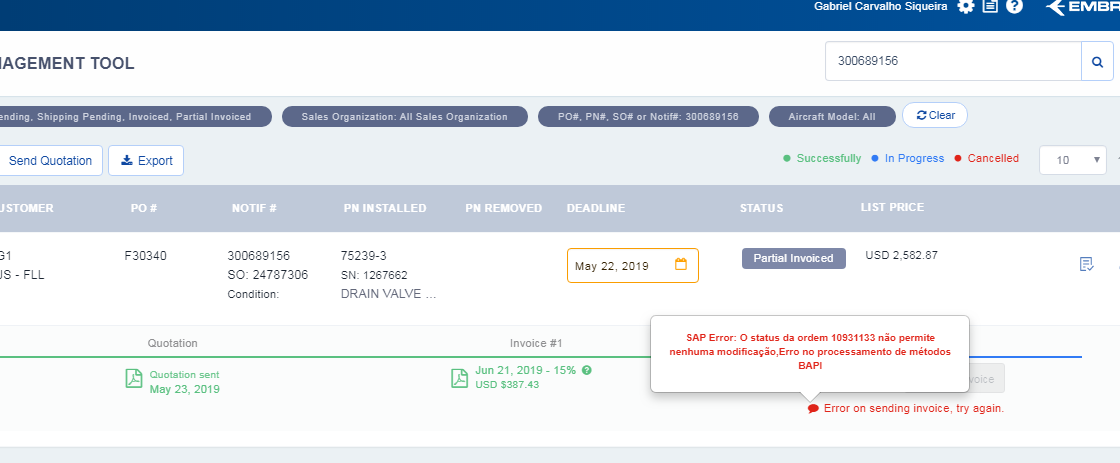 Gabriel Carvalho Siqueira
EMBR
AGEMENT TOOL
300689156
ending, Shipping Pending, Invoiced, Partial Invoiced
Sales Organization: All Sales Organization
PO#, PN#, SO# or Notif#: 300689156
Aircraft Model: All
Clear
Send Quotation
Export
Successfully
In Progress
Cancelled
10
USTOMER
PO #
NOTIF #
PN INSTALLED
PN REMOVED
DEADLINE
STATUS
LIST PRICE
G1
F30340
300689156
75239-3
May 22, 2019
Partial Invoiced
USD 2,582.87
US - FLL
SO: 24787306
SN: 1267662
Condition:
DRAIN VALVE ...
Quotation
Invoice #1
SAP Error: O status da ordem 10931133 não permite
nenhuma modificação,Erro no processamento de métodos
BAPI
Quotation sent
May 23, 2019
Jun 21, 2019 - 15%
USD $387.43
voice
Error on sending invoice, try again.